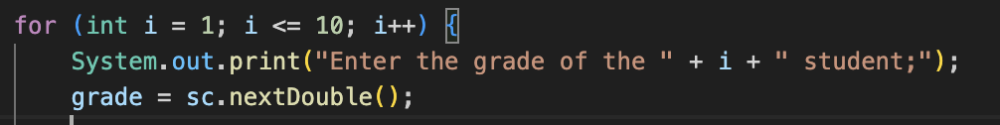 for (int i = 1; i <= 10; i++) {
System.out.print("Enter the grade of the " + i + " student;");
grade = sc.nextDouble();